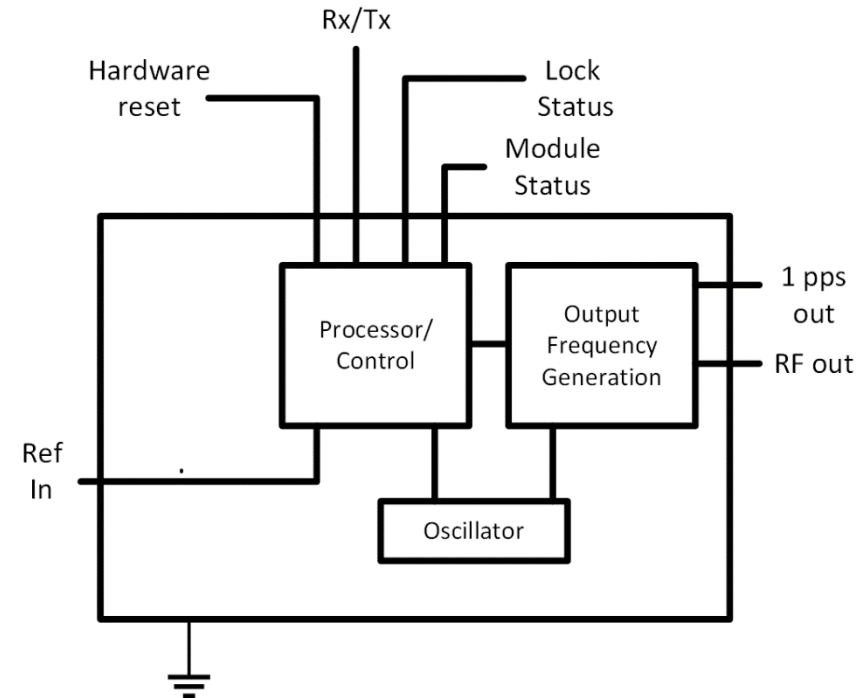 Rx/Tx
Hardware
reset
Lock
Status
Module
Status
1 pps
out
Processor/
Control
Output
Frequency
Generation
RF out
Ref
In
Oscillator